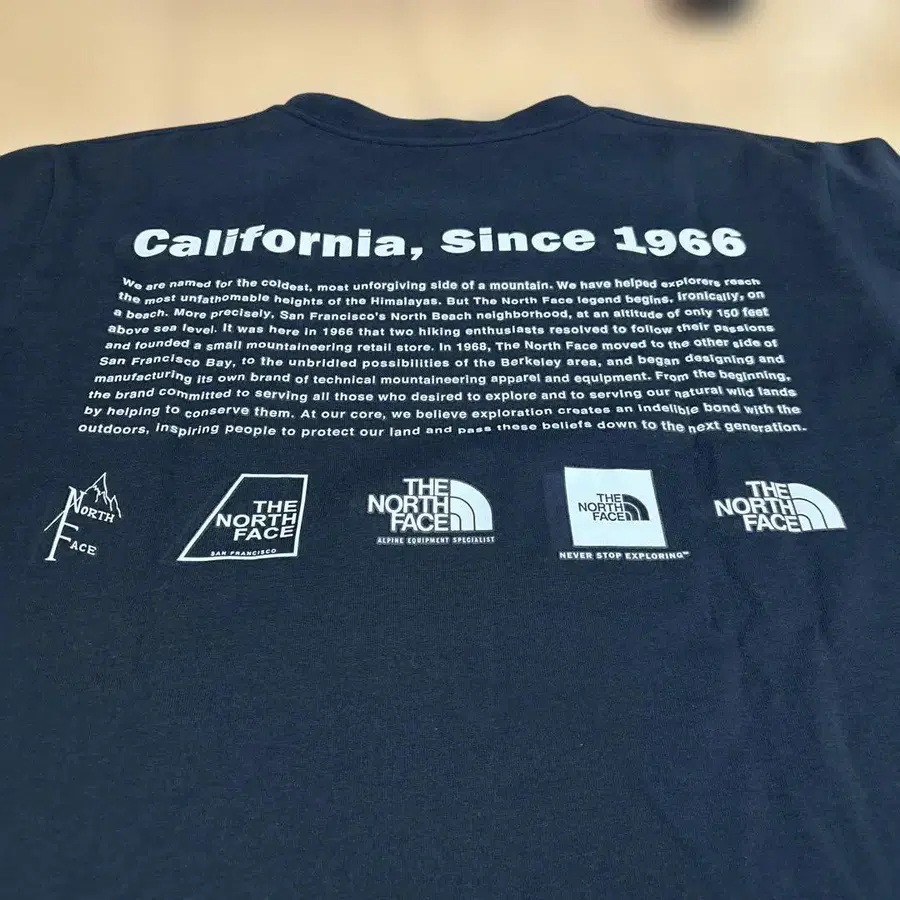 California, Since 1966
We are named for the coldest, most unforgiving side of a mountain. We have helped explorers reach
the most unfathomable heights of the Himalayas. But The North Face legend begins, ironically, on
a beach. More precisely, San Francisco's North Beach neighborhood, at an altitude of only 150 feet
above sea level. It was here in 1966 that two hiking enthusiasts resolved to follow their passions
and founded a small mountaineering retail store. In 1968, The North Face moved to the other side of
San Francisco Bay, to the unbridled possibilities of the Berkeley area, and began designing and
manufacturing its own brand of technical mountaineering apparel and equipment. From the beginning,
the brand committed to serving all those who desired to explore and to serving our natural wild lands
by helping to conserve them. At our core, we believe exploration creates an indelible bond with the
outdoors, inspiring people to protect our land and pass these beliefs down to the next generation.
NORTH
FACE
THE
NORTH
FACE
SAN FRANCISCO
THE
NORTH
FACE
ALPINE EQUIPMENT SPECIALIST
THE
NORTH
FACE
NEVER STOP EXPLORING™
THE
NORTH
FACE